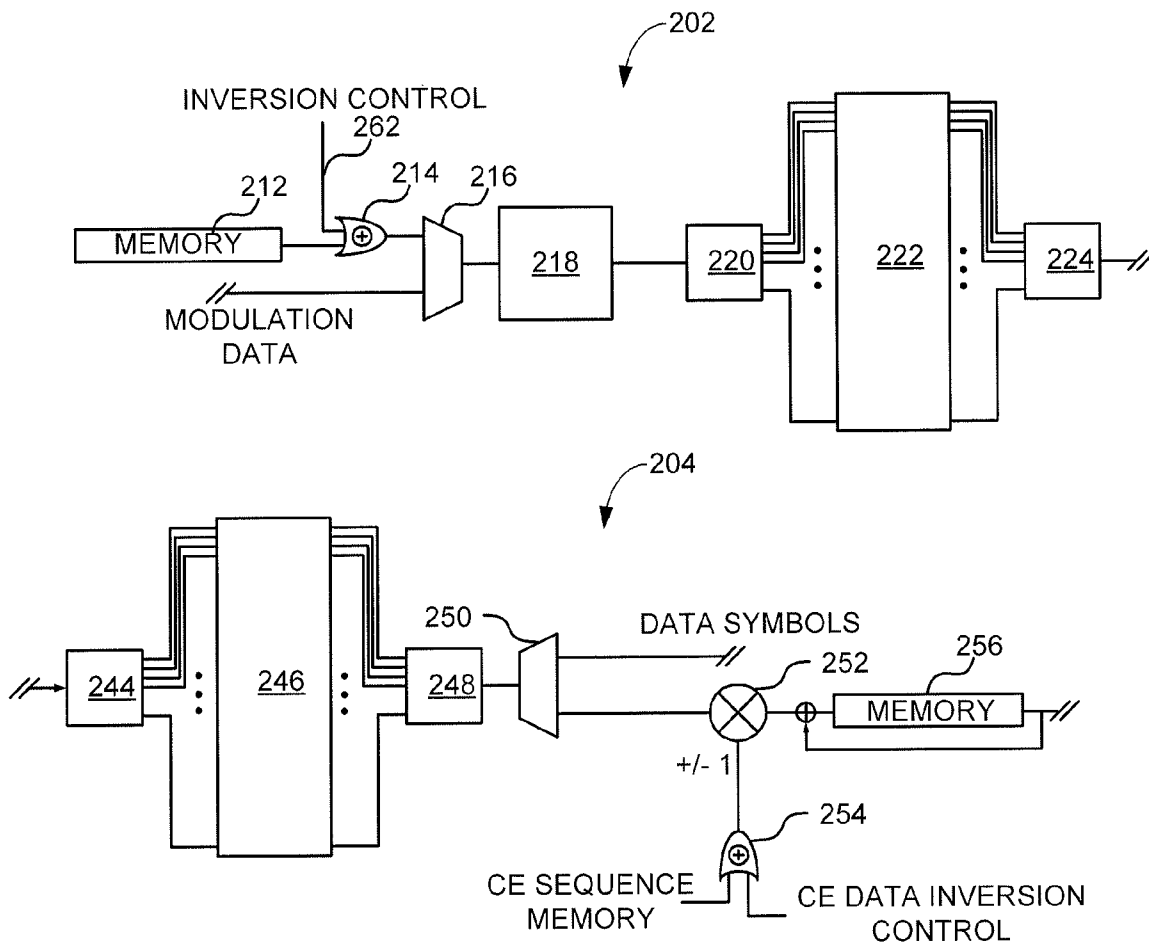 202
INVERSION CONTROL
262
212
214
216
MEMORY
218
220
222
224
MODULATION
DATA
204
250
DATA SYMBOLS
252
256
244
246
248
MEMORY
+/- 1
254
CE SEQUENCE
MEMORY
CE DATA INVERSION
CONTROL